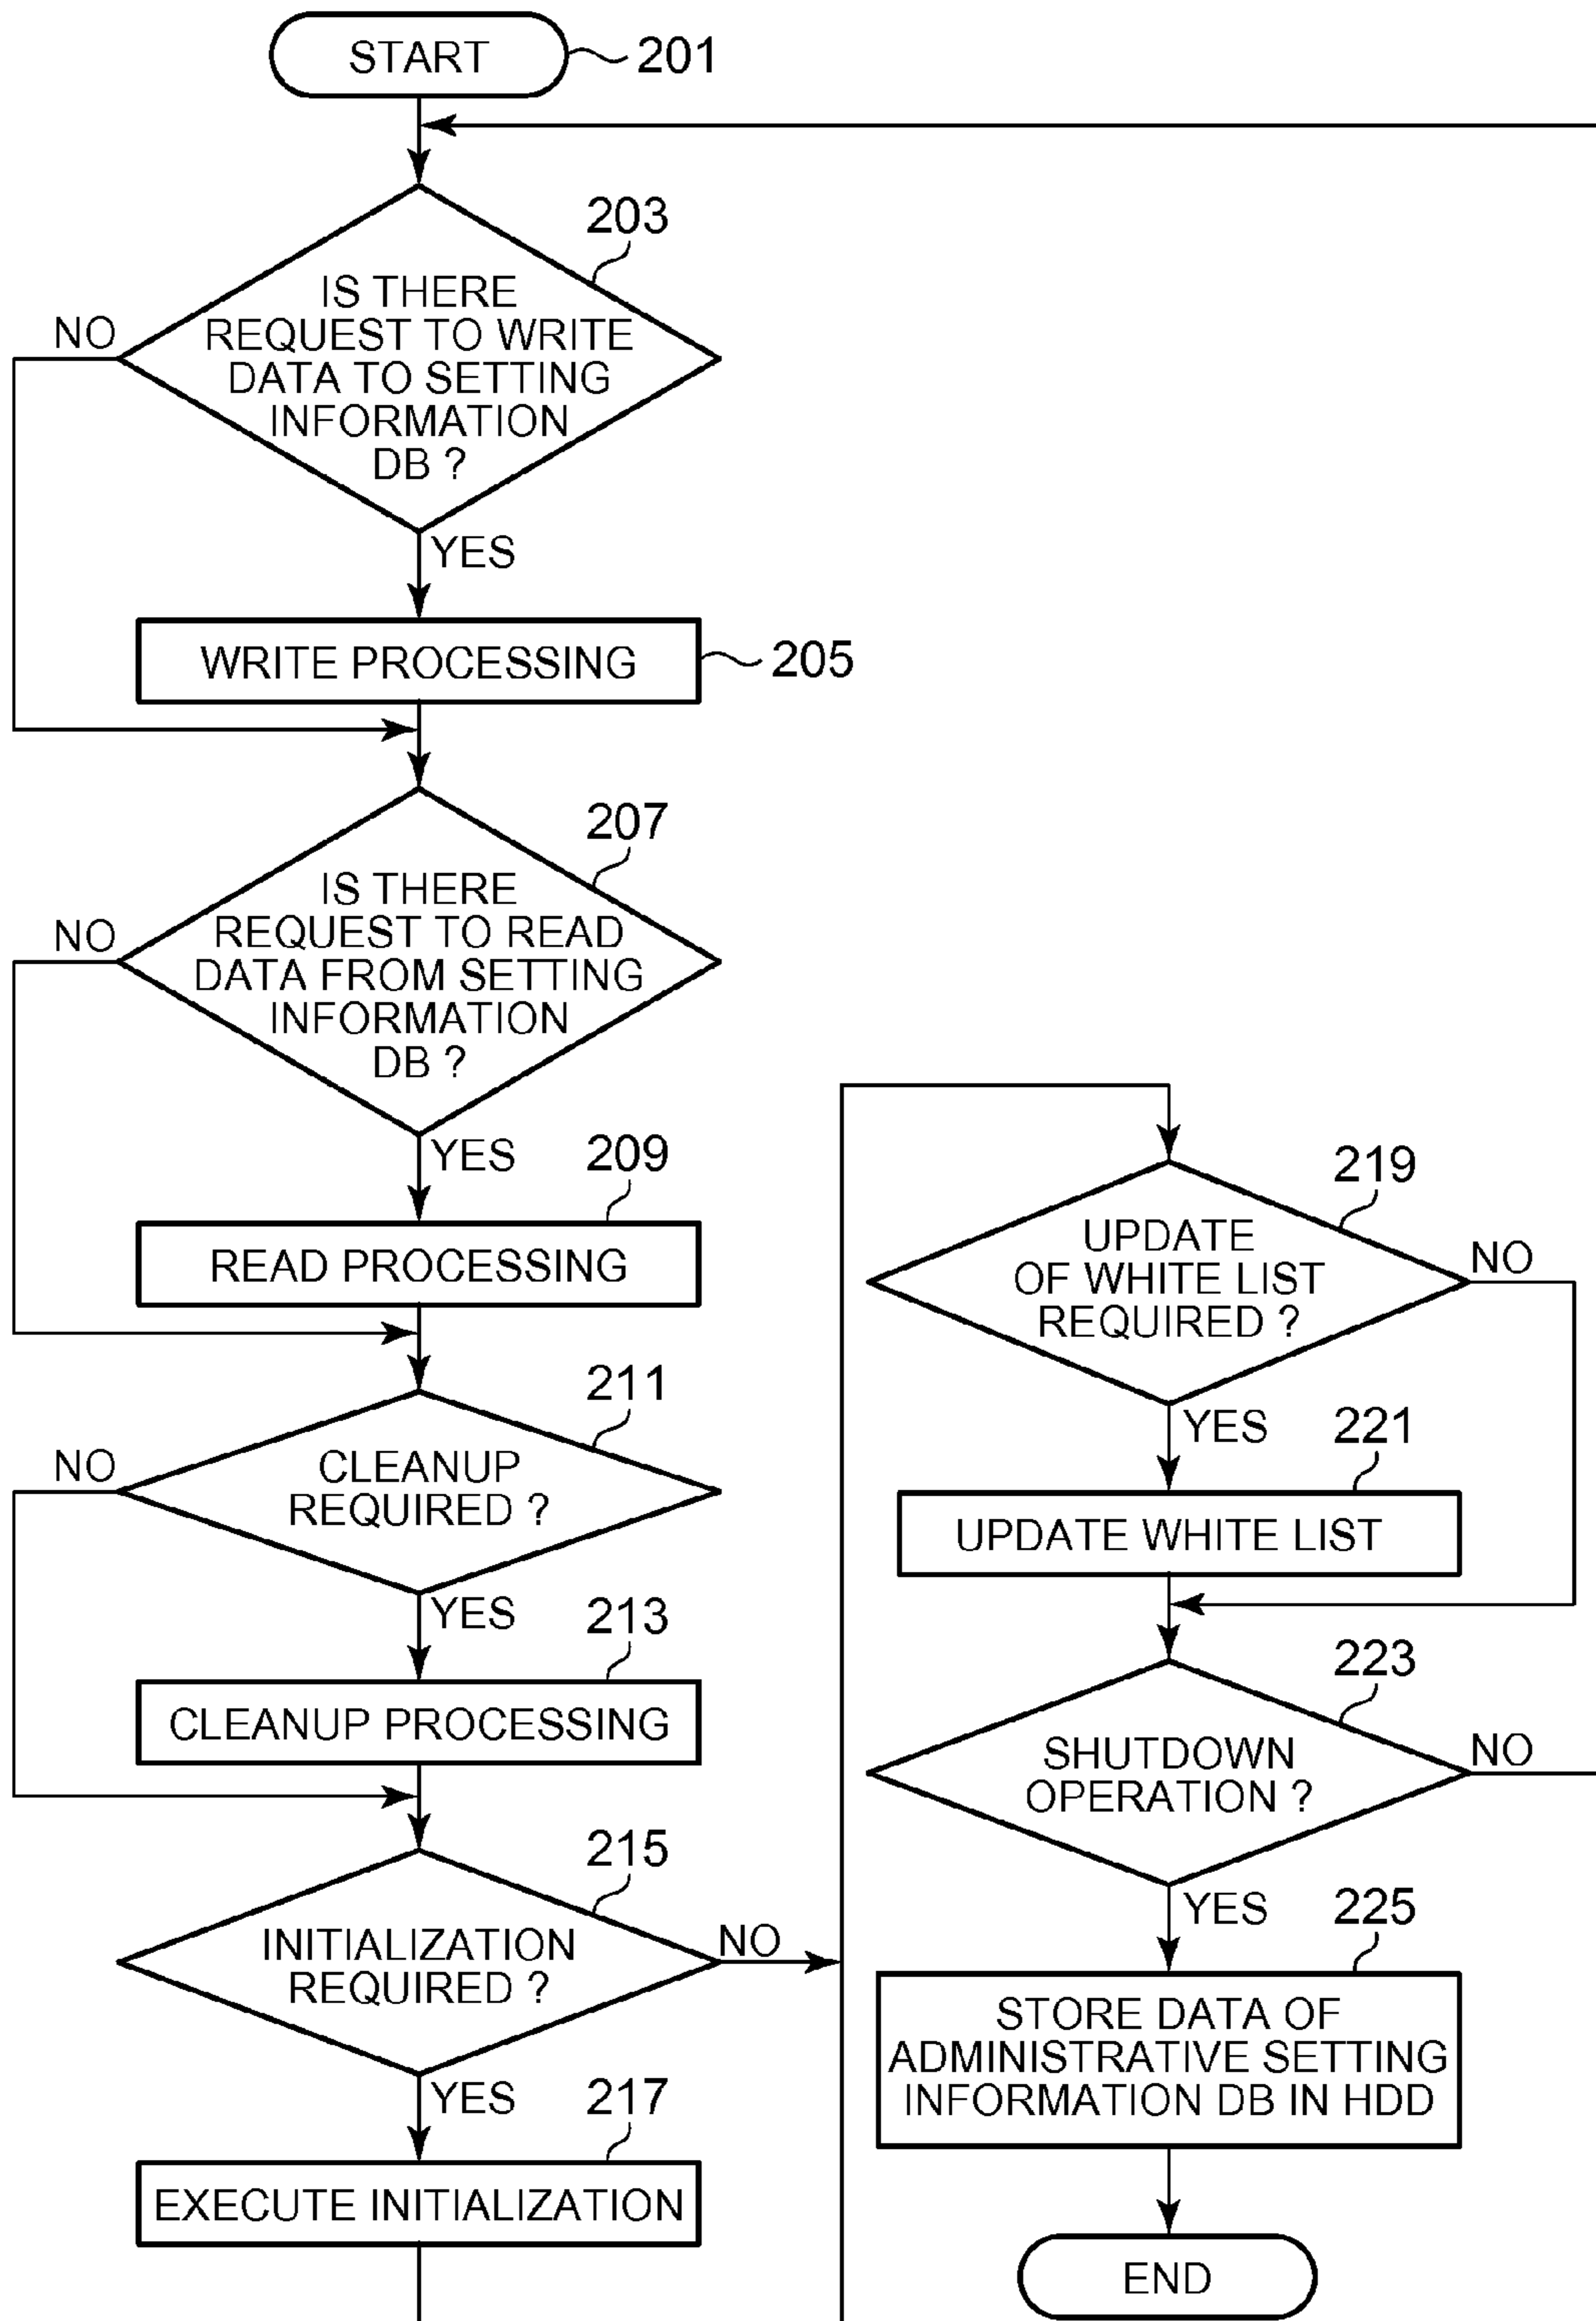 START
201
203
IS THERE
REQUEST TO WRITE
DATA TO SETTING
INFORMATION
DB ?
NO
YES
WRITE PROCESSING
205
207
IS THERE
REQUEST TO READ
DATA FROM SETTING
INFORMATION
DB ?
NO
YES
209
READ PROCESSING
211
CLEANUP
REQUIRED ?
NO
YES
213
CLEANUP PROCESSING
215
INITIALIZATION
REQUIRED ?
NO
YES
217
EXECUTE INITIALIZATION
219
UPDATE
OF WHITE LIST
REQUIRED ?
NO
YES
221
UPDATE WHITE LIST
223
SHUTDOWN
OPERATION ?
NO
YES
225
STORE DATA OF
ADMINISTRATIVE SETTING
INFORMATION DB IN HDD
END